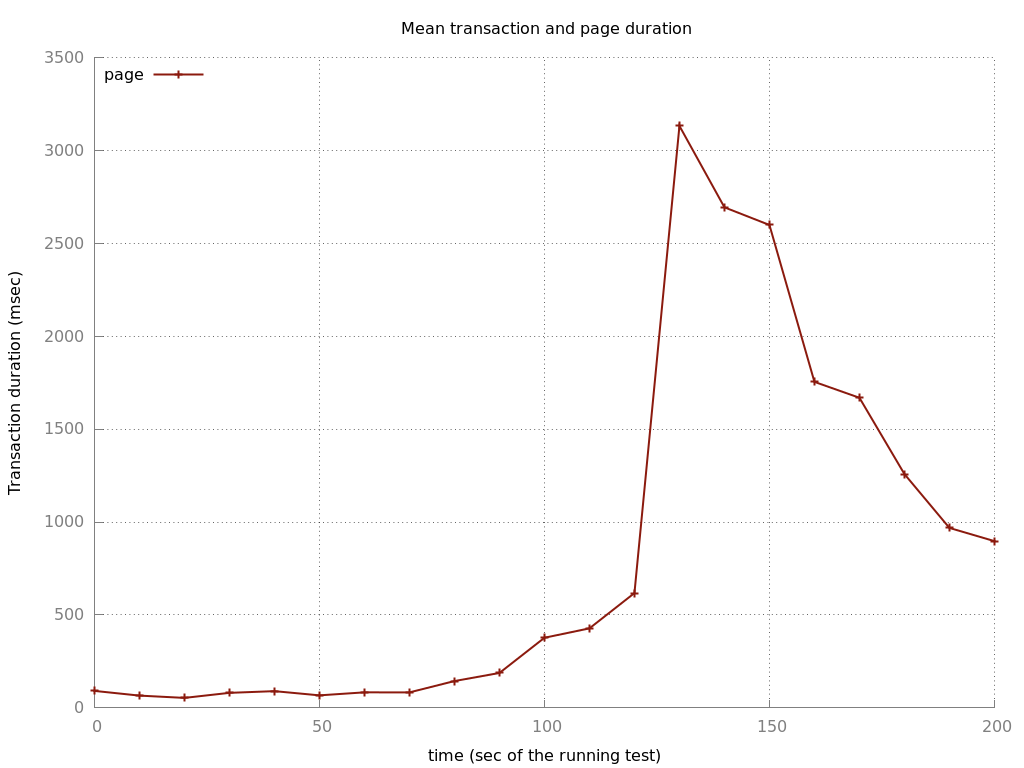 Mean transaction and page duration
page
3500
3000
2500
2000
1500
1000
500
0
Transaction duration (msec)
0 50 100 150 200
time (sec of the running test)